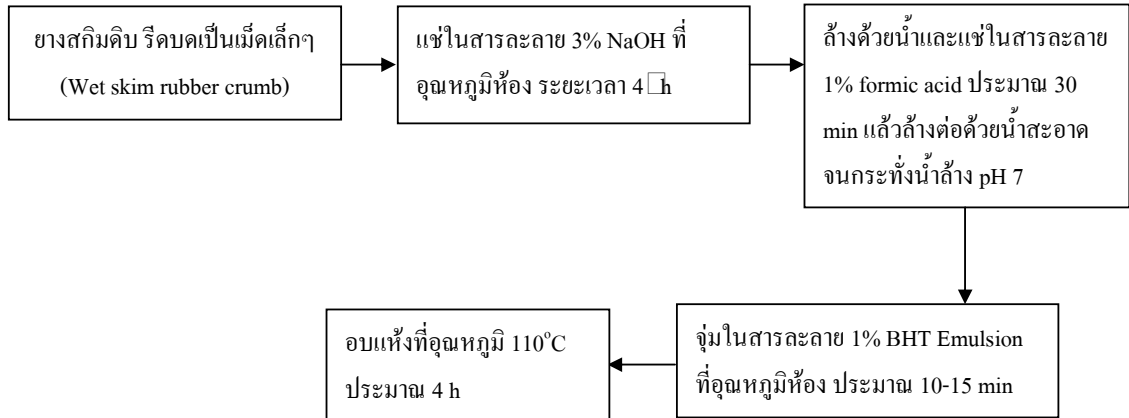 ยางสกิมดิบ รีดบดเป็นเม็ดเล็กๆ
(Wet skim rubber crumb)
แช่ในสารละลาย 3% NaOH ที่
อุณหภูมิห้อง ระยะเวลา 4 □h
ล้างด้วยน้ำและแช่ในสารละลาย
1% formic acid ประมาณ 30
min แล้วล้างต่อด้วยน้ำสะอาด
จนกระทั่งน้ำล้าง pH 7
จุ่มในสารละลาย 1% BHT Emulsion
ที่อุณหภูมิห้อง ประมาณ 10-15 min
อบแห้งที่อุณหภูมิ 110°C
ประมาณ 4 h